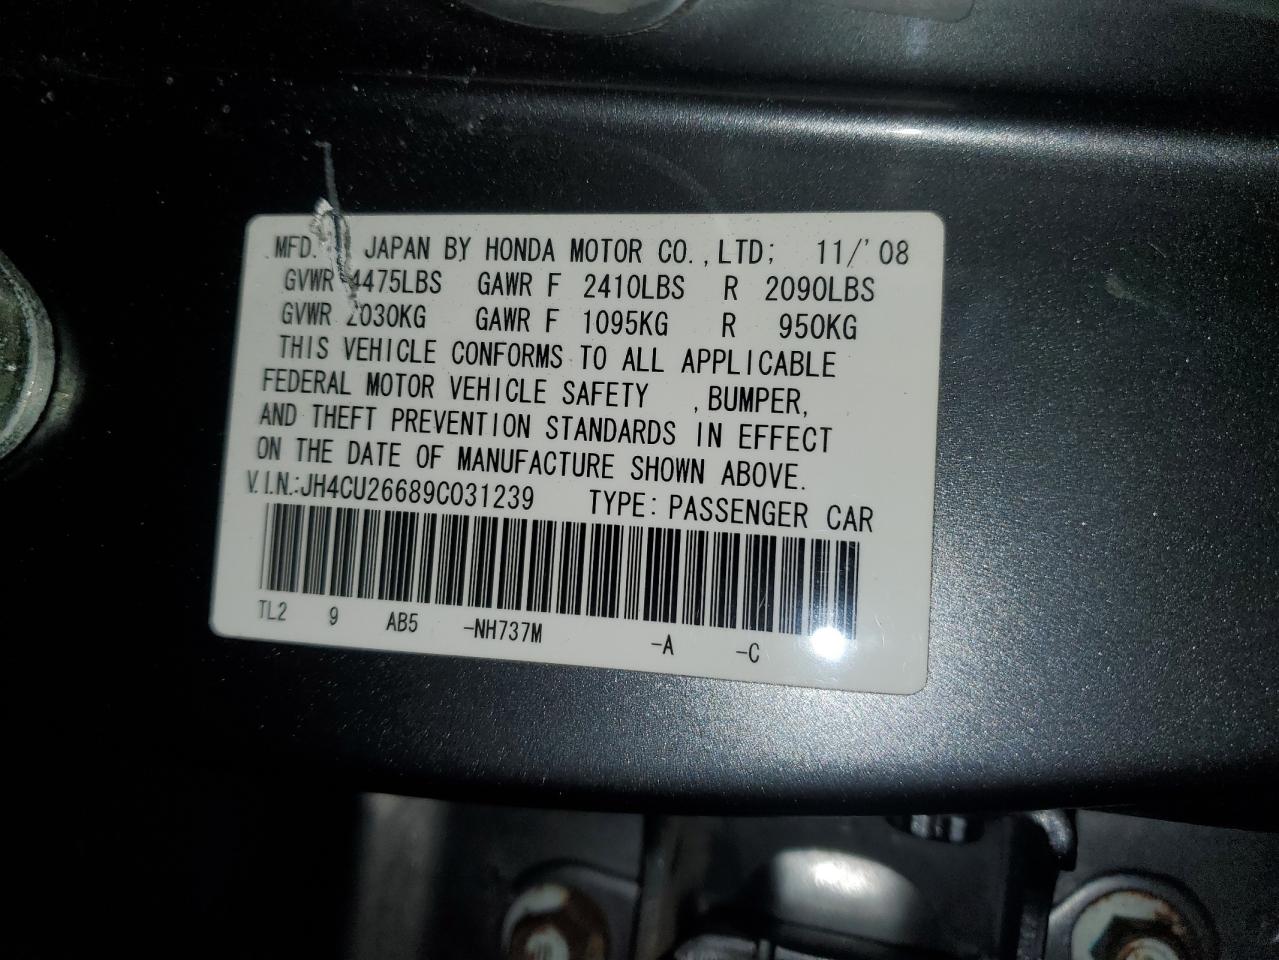 MFD. JAPAN BY HONDA MOTOR CO.,LTD; 11/'08
GVWR 4475LBS GAWR F 2410LBS R 2090LBS
GVWR 2030KG GAWR F 1095KG R 950KG
THIS VEHICLE CONFORMS TO ALL APPLICABLE
FEDERAL MOTOR VEHICLE SAFETY ,BUMPER,
AND THEFT PREVENTION STANDARDS IN EFFECT
ON THE DATE OF MANUFACTURE SHOWN ABOVE.
V.I.N.:JH4CU26689C031239 TYPE:PASSENGER CAR
TL2 9 AB5 -NH737M -A -C